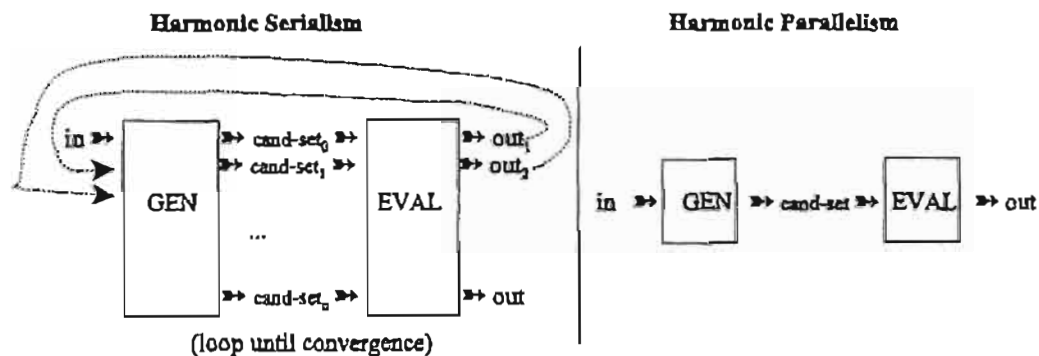 Harmonic Serialism
Harmonic Parallelism
in ➳ cand-set₀ ➳ out₁
➳ cand-set₁ ➳ out₂
GEN
EVAL
...
➳ cand-setₙ ➳ out
(loop until convergence)
in ➳ GEN ➳ cand-set ➳ EVAL ➳ out